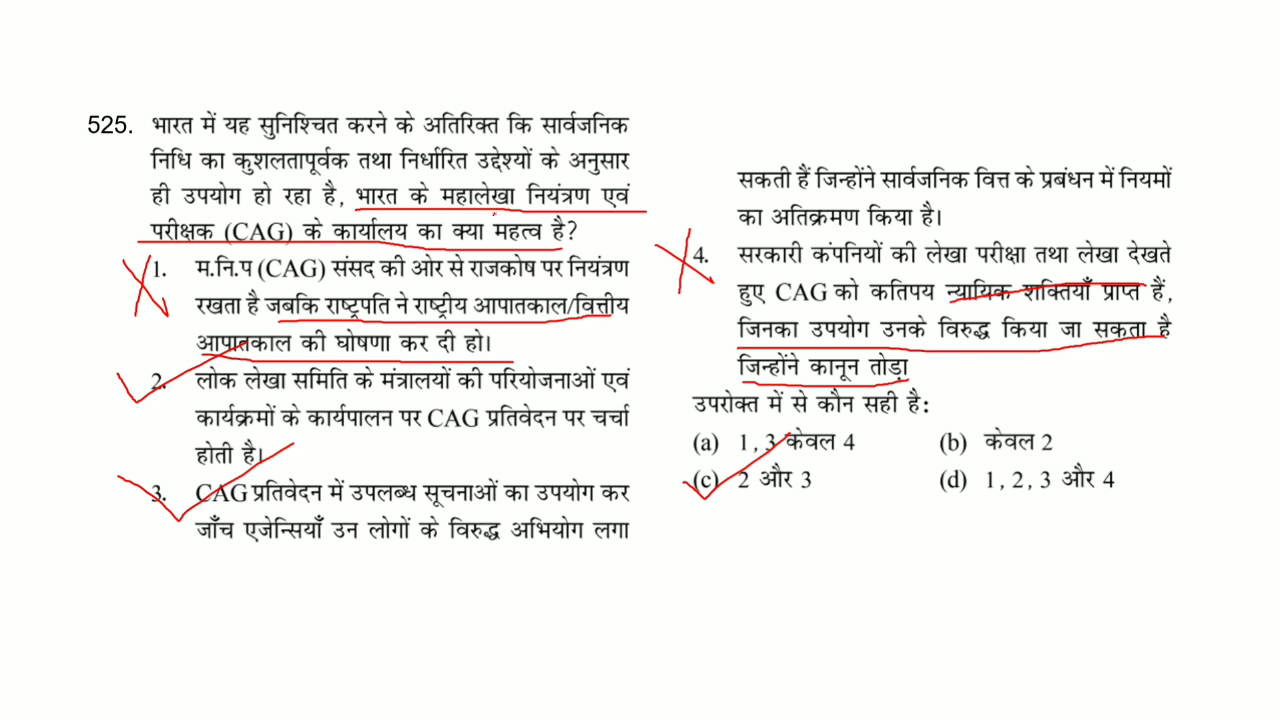 525. भारत में यह सुनिश्चित करने के अतिरिक्त कि सार्वजनिक
निधि का कुशलतापूर्वक तथा निर्धारित उद्देश्यों के अनुसार
ही उपयोग हो रहा है, भारत के महालेखा नियंत्रण एवं
परीक्षक (CAG) के कार्यालय का क्या महत्व है?
1. म.नि.प (CAG) संसद की ओर से राजकोष पर नियंत्रण
रखता है जबकि राष्ट्रपति ने राष्ट्रीय आपातकाल/वित्तीय
आपातकाल की घोषणा कर दी हो।
2. लोक लेखा समिति के मंत्रालयों की परियोजनाओं एवं
कार्यक्रमों के कार्यपालन पर CAG प्रतिवेदन पर चर्चा
होती है।
3. CAG प्रतिवेदन में उपलब्ध सूचनाओं का उपयोग कर
जाँच एजेन्सियाँ उन लोगों के विरुद्ध अभियोग लगा
सकती हैं जिन्होंने सार्वजनिक वित्त के प्रबंधन में नियमों
का अतिक्रमण किया है।
4. सरकारी कंपनियों की लेखा परीक्षा तथा लेखा देखते
हुए CAG को कतिपय न्यायिक शक्तियाँ प्राप्त हैं,
जिनका उपयोग उनके विरुद्ध किया जा सकता है
जिन्होंने कानून तोड़ा
उपरोक्त में से कौन सही है:
(a) 1, 3 केवल 4 (b) केवल 2
(c) 2 और 3 (d) 1, 2, 3 और 4